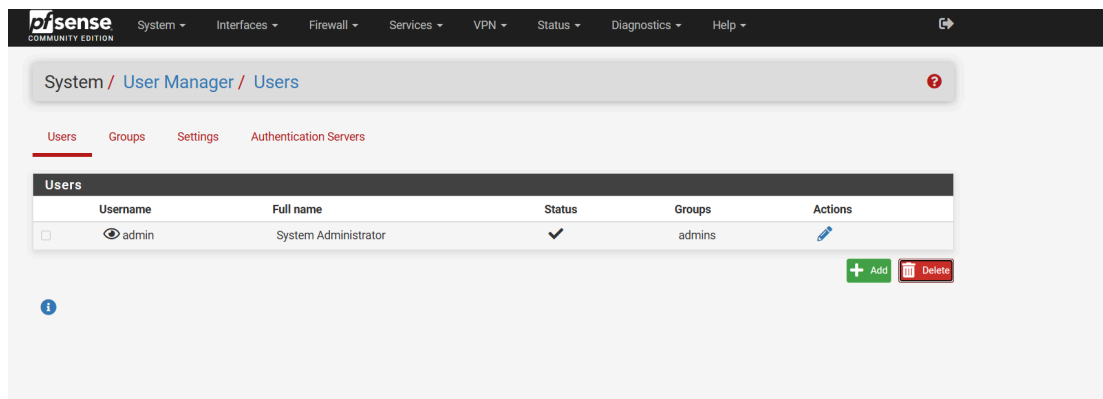 pfsense System Interfaces Firewall Services VPN Status Diagnostics Help
COMMUNITY EDITION
System / User Manager / Users
Users Groups Settings Authentication Servers
Users
Username Full name Status Groups Actions
admin System Administrator admins
Add Delete